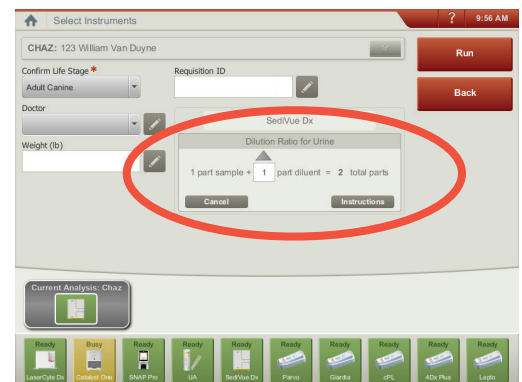 Select Instruments
? 9:56 AM
CHAZ: 123 William Van Duyne
Run
Confirm Life Stage *
Requisition ID
Adult Canine
Back
Doctor
SediVue Dx
Weight (lb)
Dilution Ratio for Urine
1 part sample + 1 part diluent = 2 total parts
Cancel
Instructions
Current Analysis: Chaz
Ready Busy Ready Ready Ready Ready Ready Ready Ready Ready
LaserCyte Dx Catalyst One SNAP Pro UA SediVue Dx Parvo Giardia cPL 4Dx Plus Lepto